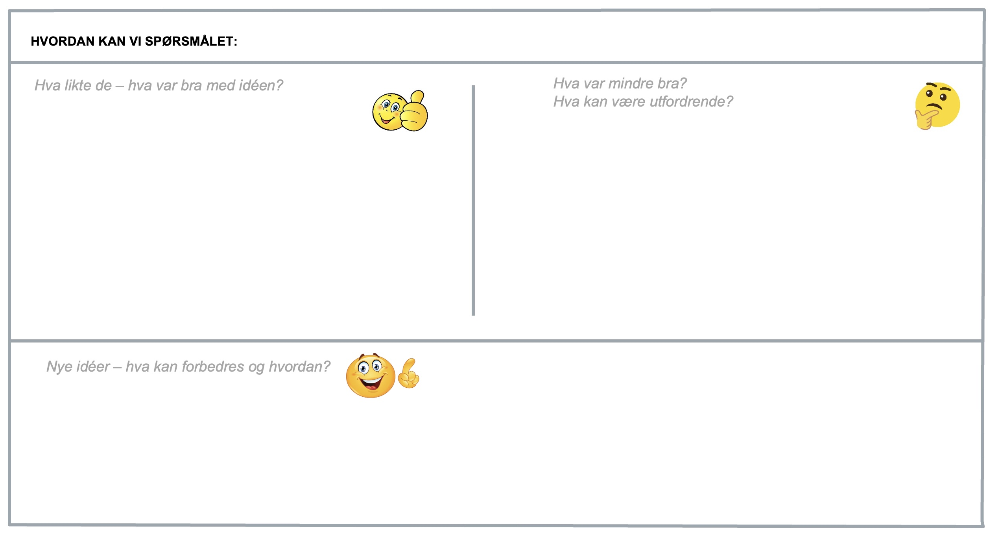 HVORDAN KAN VI SPØRSMÅLET:
Hva likte de – hva var bra med idéen?
Hva var mindre bra?
Hva kan være utfordrende?
Nye idéer – hva kan forbedres og hvordan?